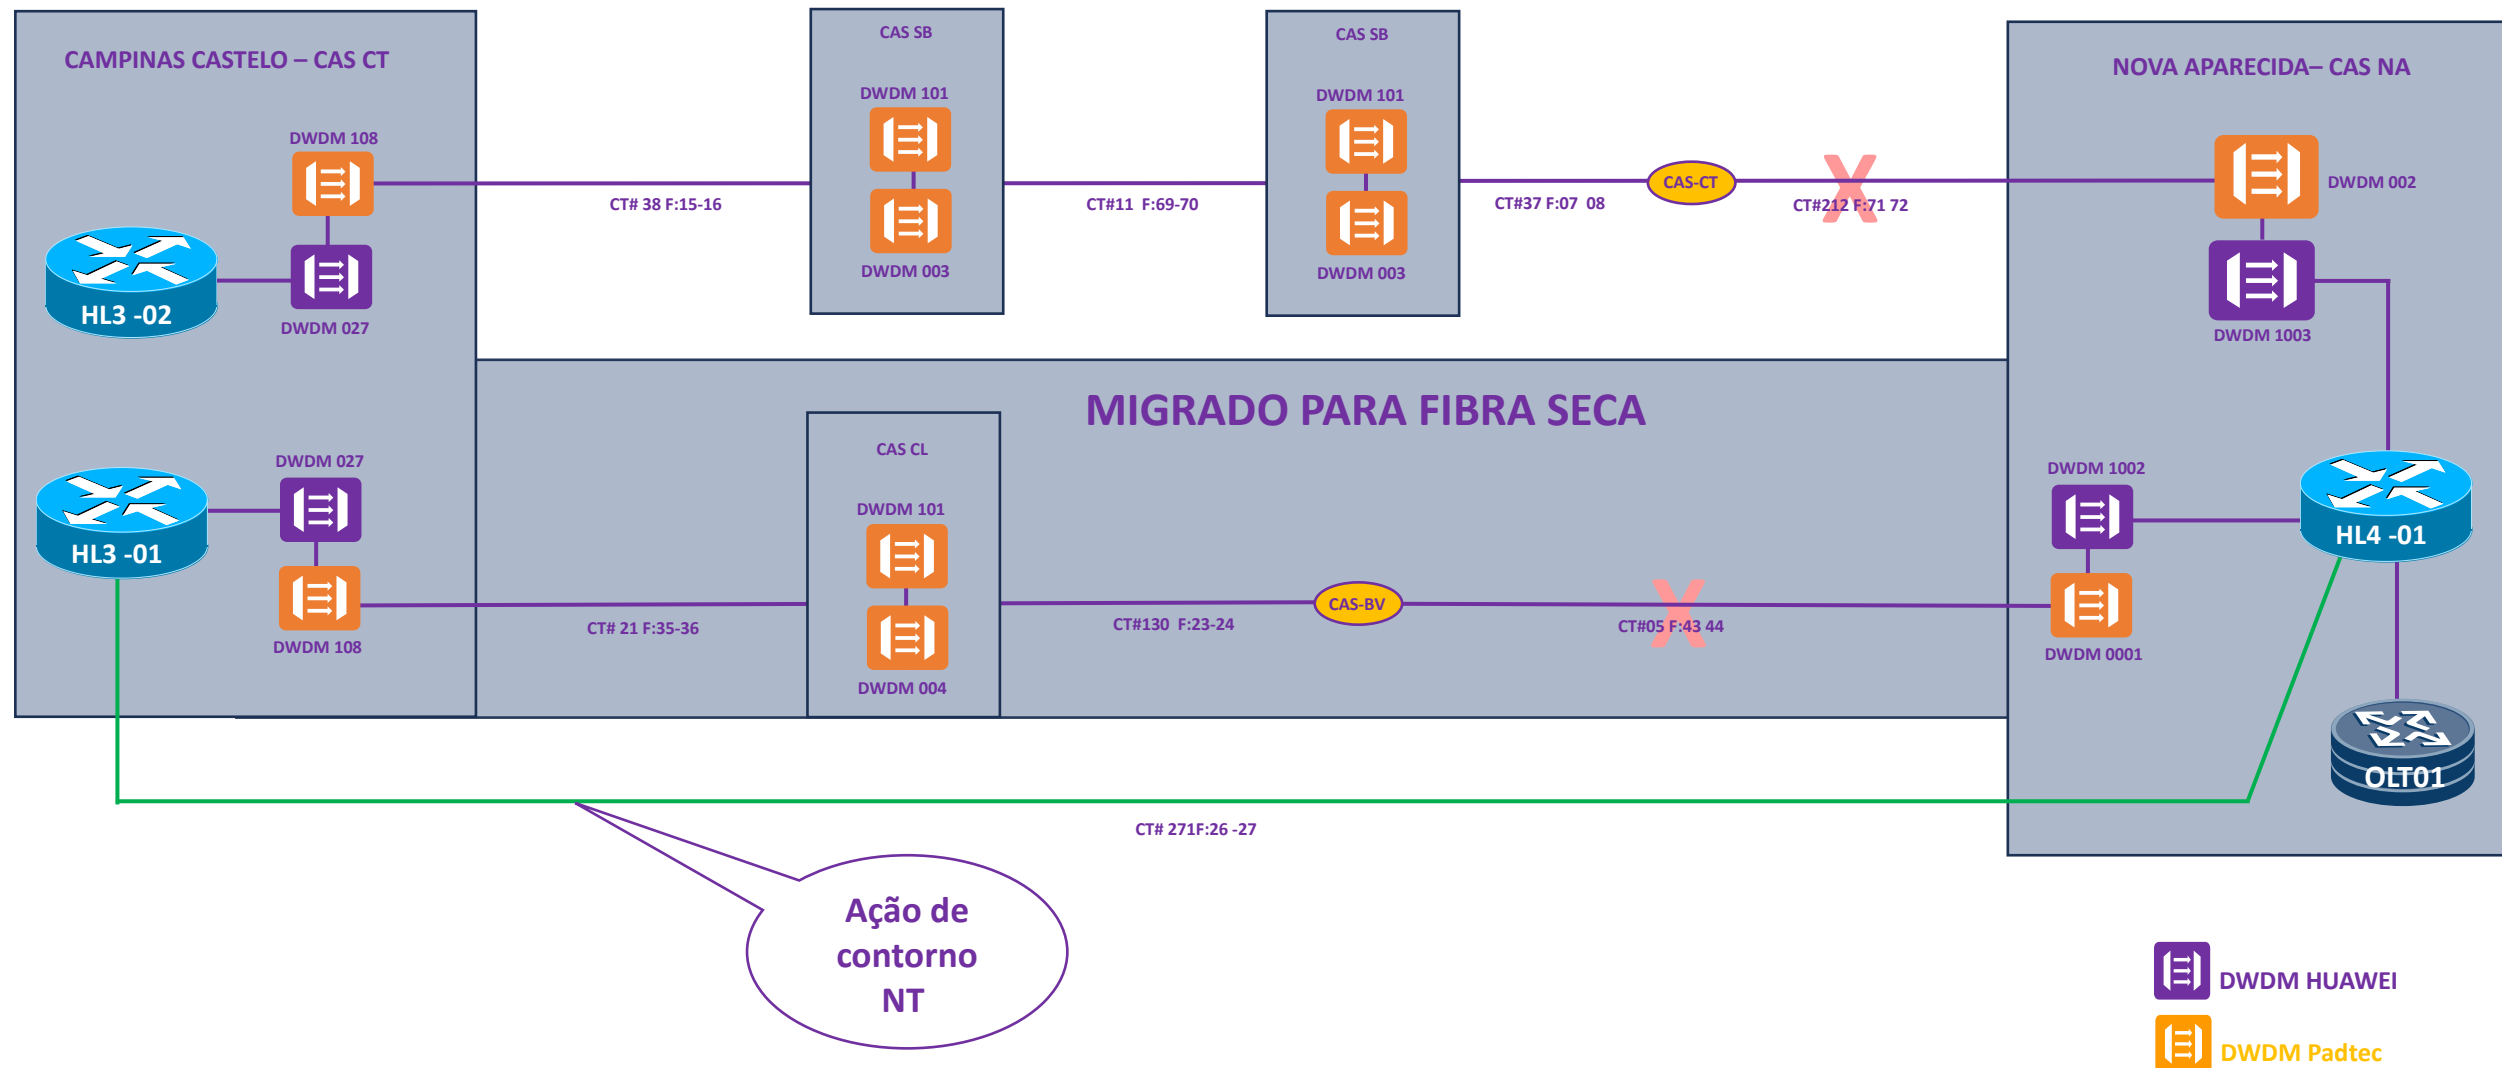 CAMPINAS CASTELO – CAS CT
CAS SB
CAS SB
NOVA APARECIDA– CAS NA
DWDM 101
DWDM 101
DWDM 108
DWDM 002
CAS-CT
CT# 38 F:15-16
CT#11  F:69-70
CT#37 F:07  08
CT#212 F:71 72
DWDM 003
DWDM 003
HL3 -02
DWDM 027
DWDM 1003
MIGRADO PARA FIBRA SECA
CAS CL
DWDM 027
DWDM 1002
DWDM 101
HL3 -01
HL4 -01
CAS-BV
CT# 21 F:35-36
CT#130  F:23-24
CT#05 F:43 44
DWDM 108
DWDM 0001
DWDM 004
OLT01
CT# 271F:26 -27
Ação de
contorno
NT
DWDM HUAWEI
DWDM Padtec